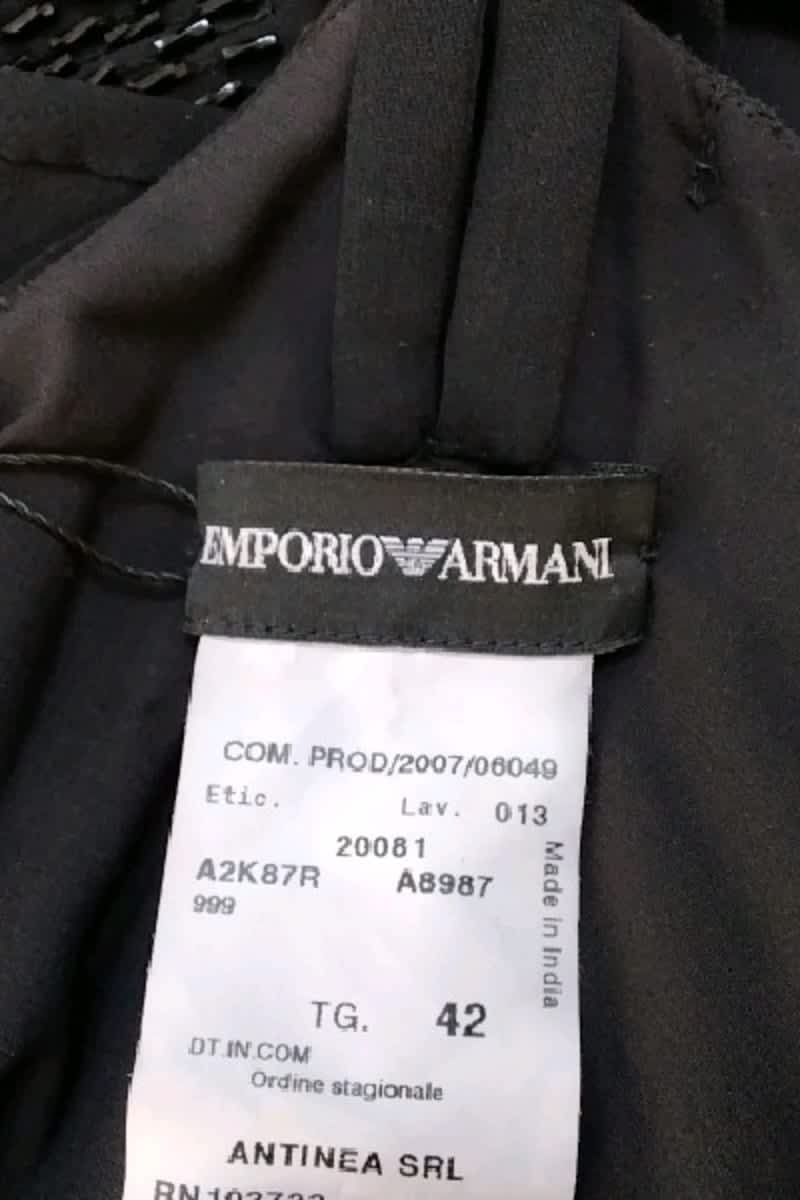 EMPORIO ARMANI
COM. PROD/2007/06049
Etic. Lav. 013
20081
A2K87R A8987
999
Made in India
TG. 42
DT.IN.COM
Ordine stagionale
ANTINEA SRL